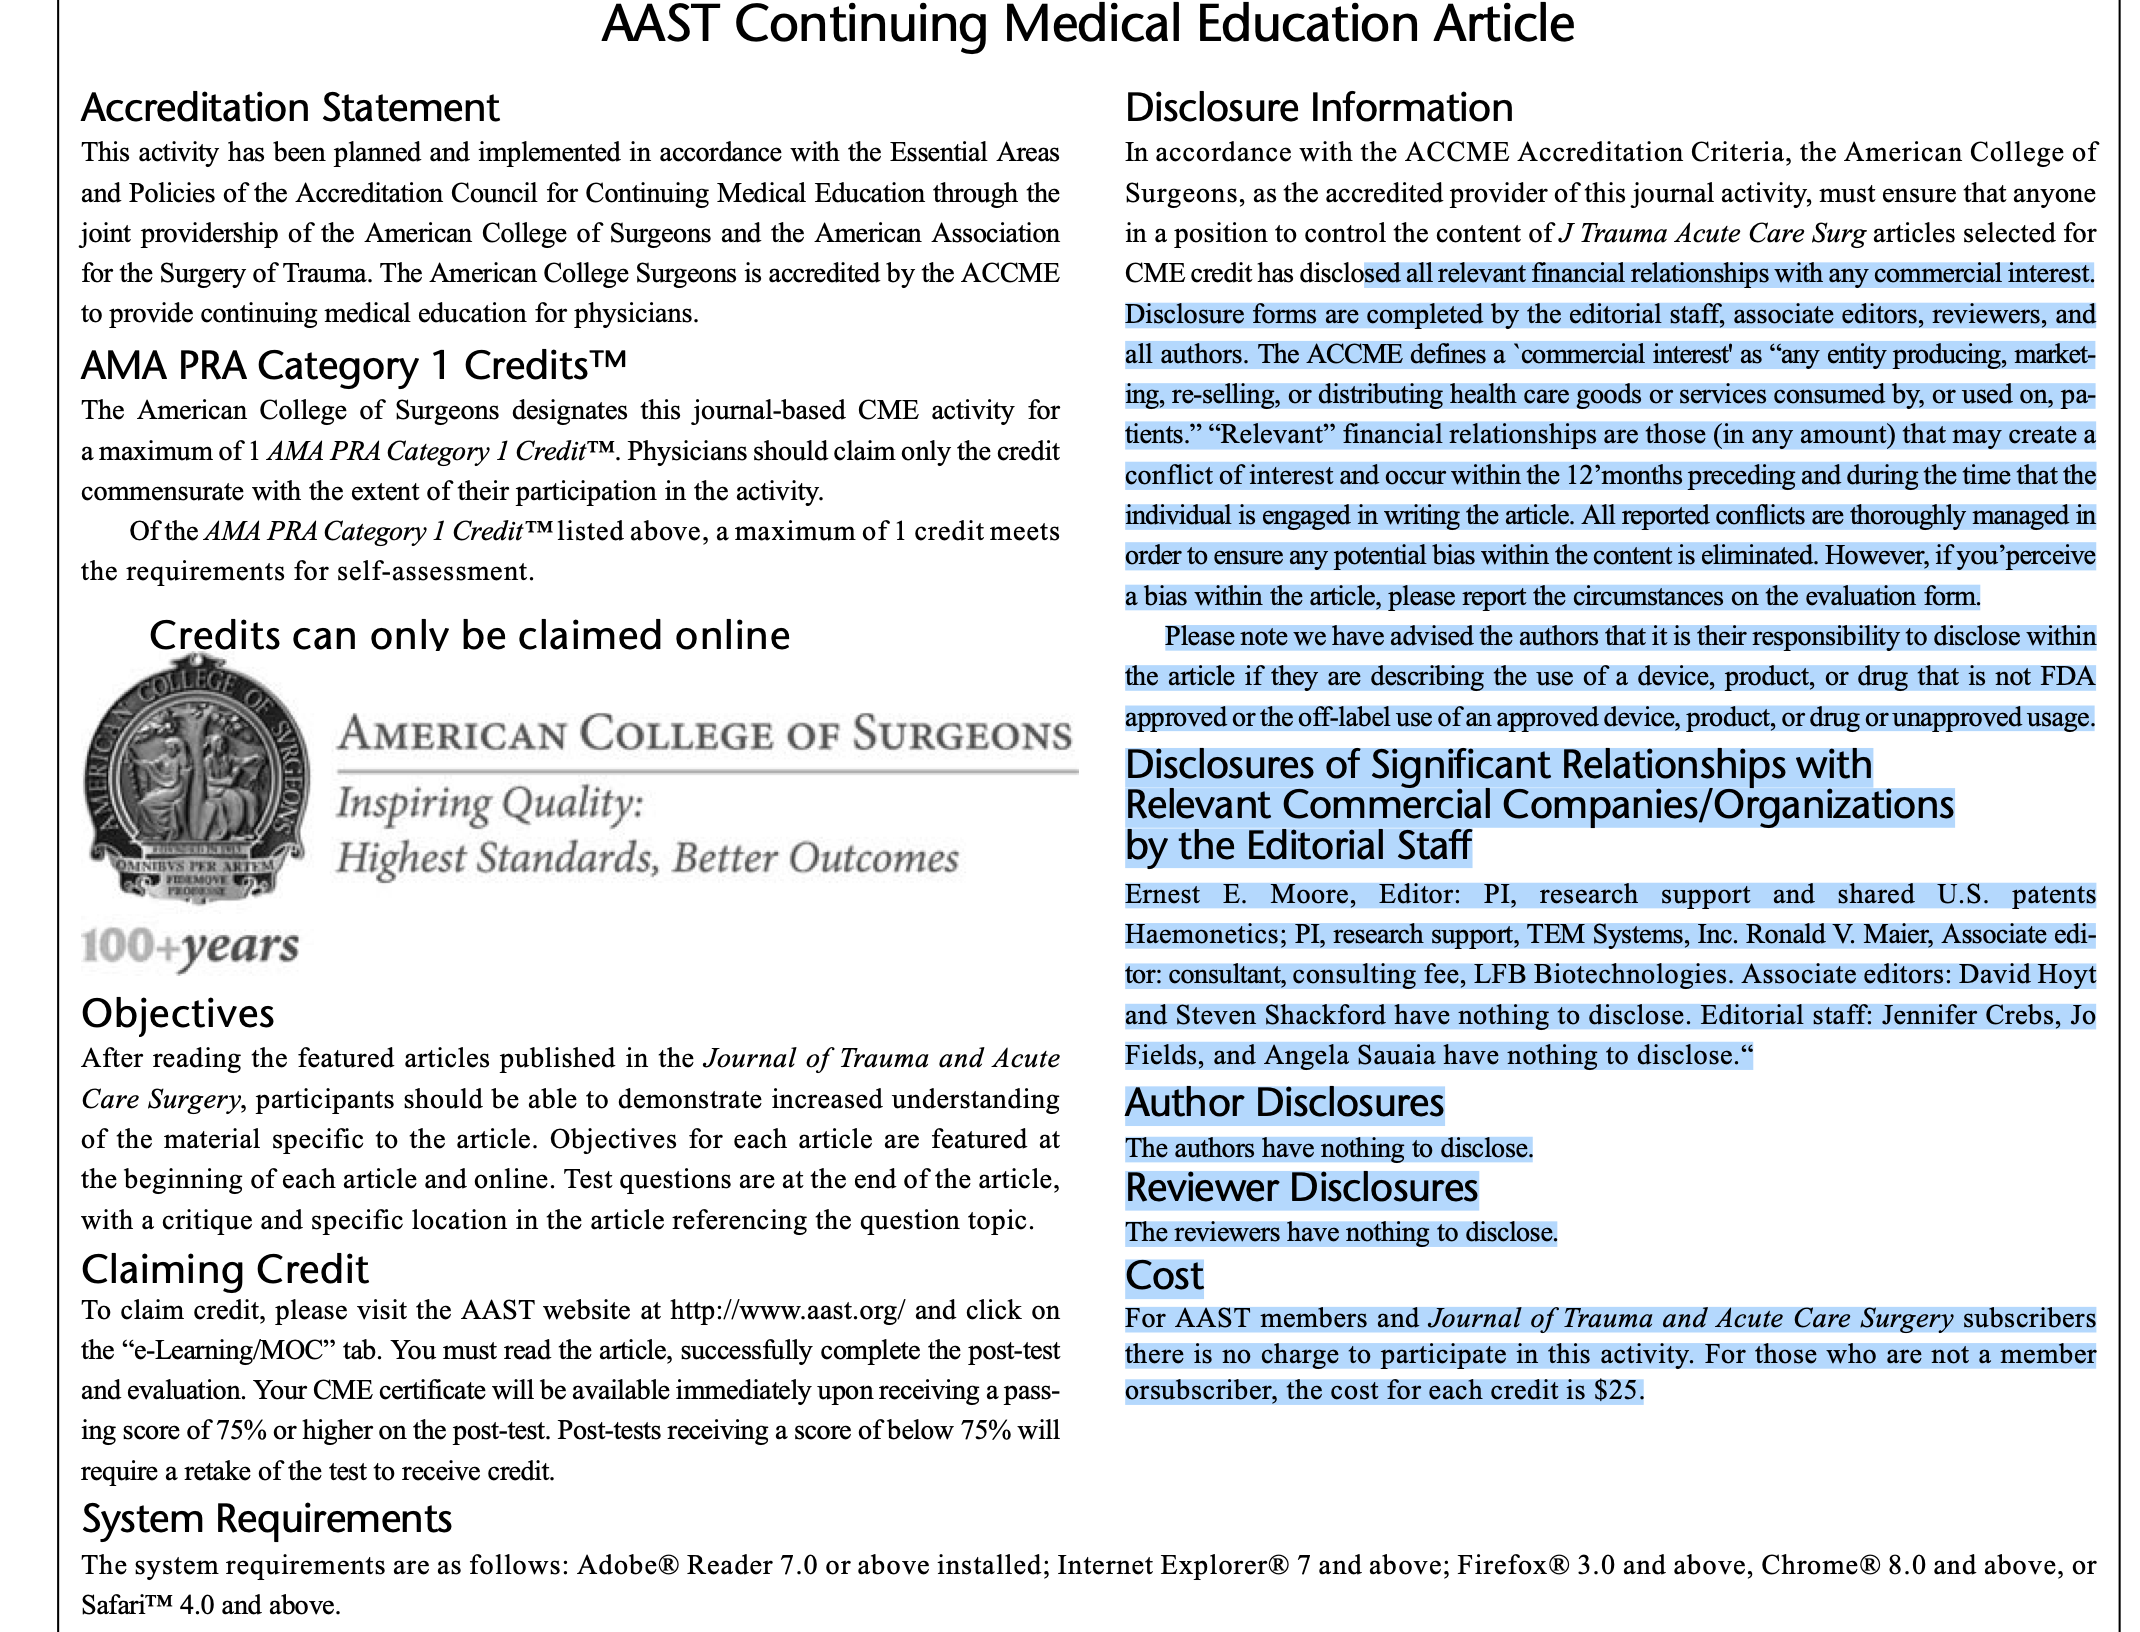 AAST Continuing Medical Education Article
Accreditation Statement
This activity has been planned and implemented in accordance with the Essential Areas
and Policies of the Accreditation Council for Continuing Medical Education through the
joint providership of the American College of Surgeons and the American Association
for the Surgery of Trauma. The American College Surgeons is accredited by the ACCME
to provide continuing medical education for physicians.
AMA PRA Category 1 Credits™
The American College of Surgeons designates this journal-based CME activity for
a maximum of 1 AMA PRA Category 1 Credit™. Physicians should claim only the credit
commensurate with the extent of their participation in the activity.
Of the AMA PRA Category 1 Credit™ listed above, a maximum of 1 credit meets
the requirements for self-assessment.
Credits can only be claimed online
AMERICAN COLLEGE OF SURGEONS
OMNIBVS PER ARTEM
FIDEMQVE
PRODESSE
AMERICAN COLLEGE OF SURGEONS
Inspiring Quality:
Highest Standards, Better Outcomes
100+years
Objectives
After reading the featured articles published in the Journal of Trauma and Acute
Care Surgery, participants should be able to demonstrate increased understanding
of the material specific to the article. Objectives for each article are featured at
the beginning of each article and online. Test questions are at the end of the article,
with a critique and specific location in the article referencing the question topic.
Claiming Credit
To claim credit, please visit the AAST website at http://www.aast.org/ and click on
the “e-Learning/MOC” tab. You must read the article, successfully complete the post-test
and evaluation. Your CME certificate will be available immediately upon receiving a pass-
ing score of 75% or higher on the post-test. Post-tests receiving a score of below 75% will
require a retake of the test to receive credit.
System Requirements
The system requirements are as follows: Adobe® Reader 7.0 or above installed; Internet Explorer® 7 and above; Firefox® 3.0 and above, Chrome® 8.0 and above, or
Safari™ 4.0 and above.
Disclosure Information
In accordance with the ACCME Accreditation Criteria, the American College of
Surgeons, as the accredited provider of this journal activity, must ensure that anyone
in a position to control the content of J Trauma Acute Care Surg articles selected for
CME credit has disclosed all relevant financial relationships with any commercial interest.
Disclosure forms are completed by the editorial staff, associate editors, reviewers, and
all authors. The ACCME defines a `commercial interest' as “any entity producing, market-
ing, re-selling, or distributing health care goods or services consumed by, or used on, pa-
tients.” “Relevant” financial relationships are those (in any amount) that may create a
conflict of interest and occur within the 12’months preceding and during the time that the
individual is engaged in writing the article. All reported conflicts are thoroughly managed in
order to ensure any potential bias within the content is eliminated. However, if you’perceive
a bias within the article, please report the circumstances on the evaluation form.
Please note we have advised the authors that it is their responsibility to disclose within
the article if they are describing the use of a device, product, or drug that is not FDA
approved or the off-label use of an approved device, product, or drug or unapproved usage.
Disclosures of Significant Relationships with
Relevant Commercial Companies/Organizations
by the Editorial Staff
Ernest E. Moore, Editor: PI, research support and shared U.S. patents
Haemonetics; PI, research support, TEM Systems, Inc. Ronald V. Maier, Associate edi-
tor: consultant, consulting fee, LFB Biotechnologies. Associate editors: David Hoyt
and Steven Shackford have nothing to disclose. Editorial staff: Jennifer Crebs, Jo
Fields, and Angela Sauaia have nothing to disclose.“
Author Disclosures
The authors have nothing to disclose.
Reviewer Disclosures
The reviewers have nothing to disclose.
Cost
For AAST members and Journal of Trauma and Acute Care Surgery subscribers
there is no charge to participate in this activity. For those who are not a member
orsubscriber, the cost for each credit is $25.